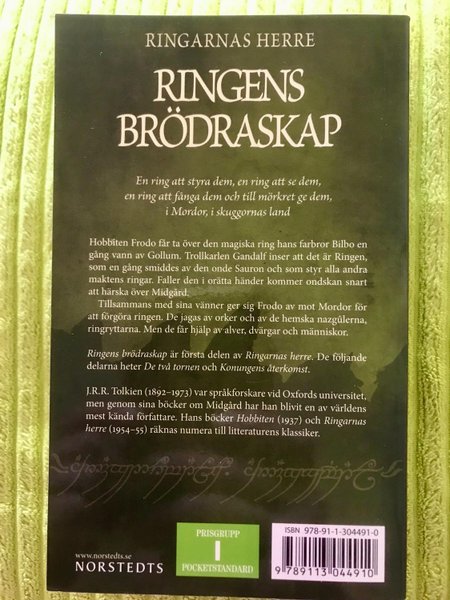 RINGARNAS HERRE
RINGENS
BRÖDRASKAP
En ring att styra dem, en ring att se dem,
en ring att fånga dem och till mörkret ge dem,
i Mordor, i skuggornas land
Hobbiten Frodo får ta över den magiska ring hans farbror Bilbo en
gång vann av Gollum. Trollkarlen Gandalf inser att det är Ringen,
som en gång smiddes av den onde Sauron och som styr alla andra
maktens ringar. Faller den i orätta händer kommer ondskan snart
att härska över Midgård.
Tillsammans med sina vänner ger sig Frodo av mot Mordor för
att förgöra ringen. De jagas av orker och av de hemska nazgûlerna,
ringryttarna. Men de får hjälp av alver, dvärgar och människor.
Ringens brödraskap är första delen av Ringarnas herre. De följande
delarna heter De två tornen och Konungens återkomst.
J.R.R. Tolkien (1892–1973) var språkforskare vid Oxfords universitet,
men genom sina böcker om Midgård har han blivit en av världens
mest kända författare. Hans böcker Hobbiten (1937) och Ringarnas
herre (1954–55) räknas numera till litteraturens klassiker.
www.norstedts.se
NORSTEDTS
PRISGRUPP
I
POCKETSTANDARD
ISBN 978-91-1-304491-0
9 789113 044910